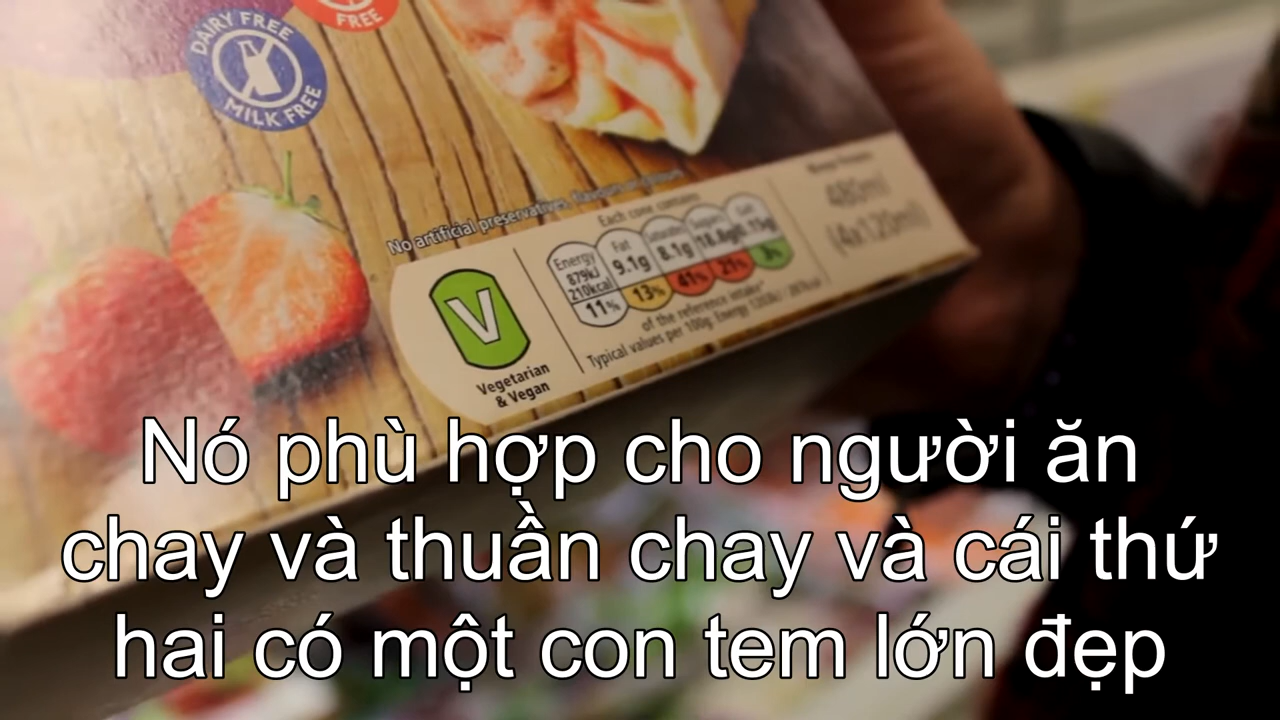 FREE
DAIRY FREE
MILK FREE
No artificial preservatives,
Each cone contains
Energy
879kJ
210kcal
11%
Fat
9.1g
13%
8.1g
41%
18.8g
21%
3%
of the reference intake*
Typical values per 100g: Energy
480ml
(4x120ml)
V
Vegetarian
& Vegan
Nó phù hợp cho người ăn
chay và thuần chay và cái thứ
hai có một con tem lớn đẹp